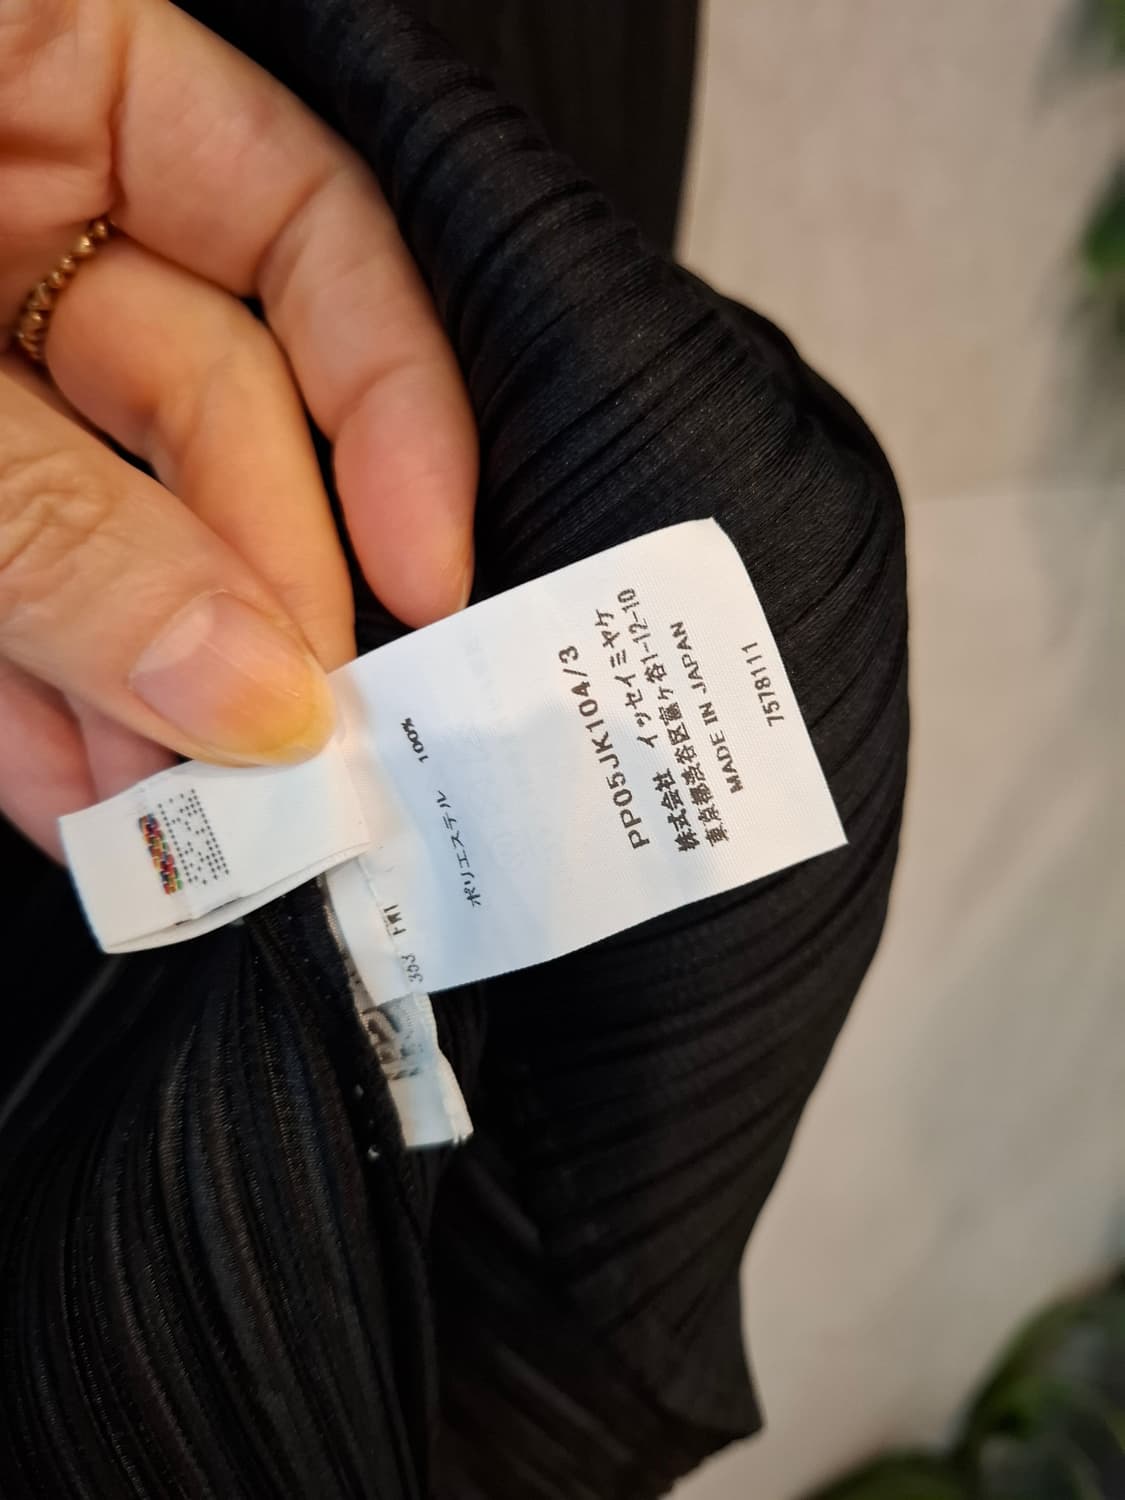 ポリエステル 100%
PP05JK104/3
株式会社 イッセイミヤケ
東京都渋谷区富ヶ谷1-12-10
MADE IN JAPAN
7578111